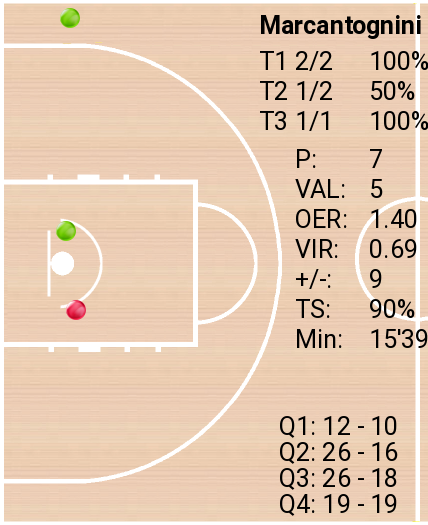 Marcantognini
T1 2/2 100%
T2 1/2 50%
T3 1/1 100%
P: 7
VAL: 5
OER: 1.40
VIR: 0.69
+/-: 9
TS: 90%
Min: 15'39
Q1: 12 - 10
Q2: 26 - 16
Q3: 26 - 18
Q4: 19 - 19